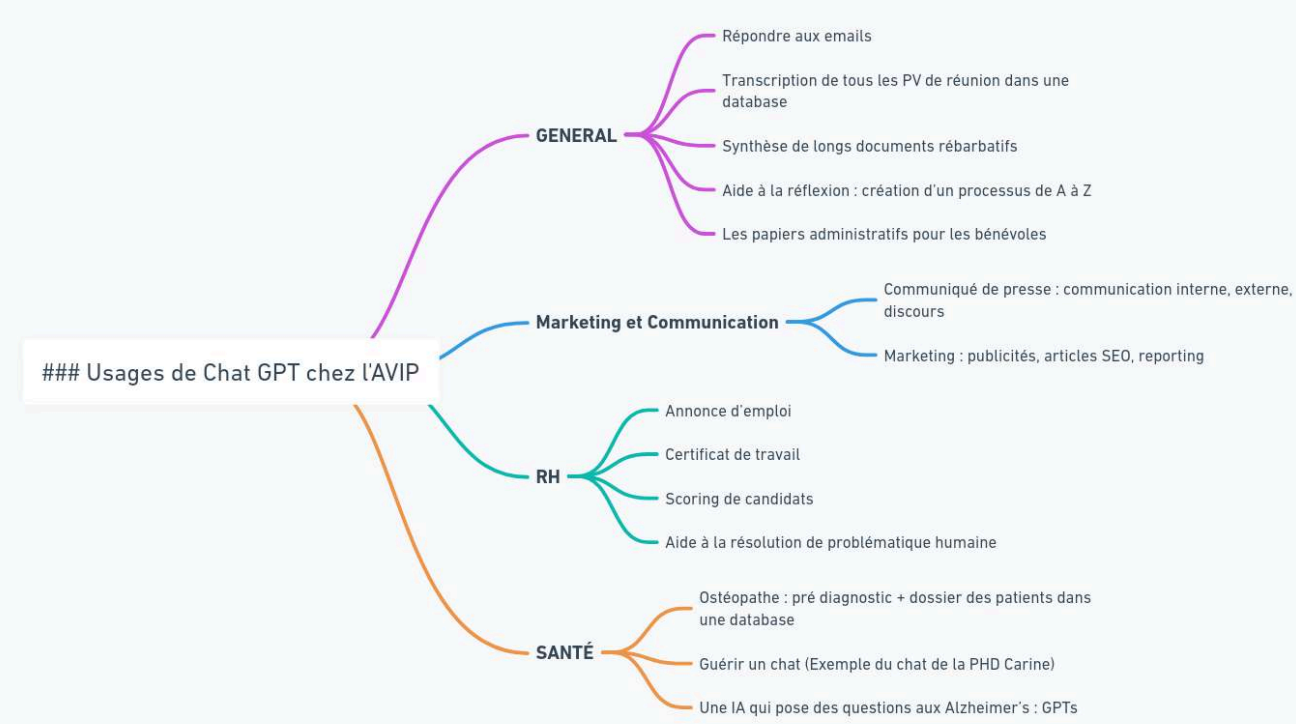 ### Usages de Chat GPT chez l'AVIP
GENERAL
Répondre aux emails
Transcription de tous les PV de réunion dans une
database
Synthèse de longs documents rébarbatifs
Aide à la réflexion : création d'un processus de A à Z
Les papiers administratifs pour les bénévoles
Marketing et Communication
Communiqué de presse : communication interne, externe,
discours
Marketing : publicités, articles SEO, reporting
RH
Annonce d'emploi
Certificat de travail
Scoring de candidats
Aide à la résolution de problématique humaine
SANTÉ
Ostéopathe : pré diagnostic + dossier des patients dans
une database
Guérir un chat (Exemple du chat de la PHD Carine)
Une IA qui pose des questions aux Alzheimer's : GPTs